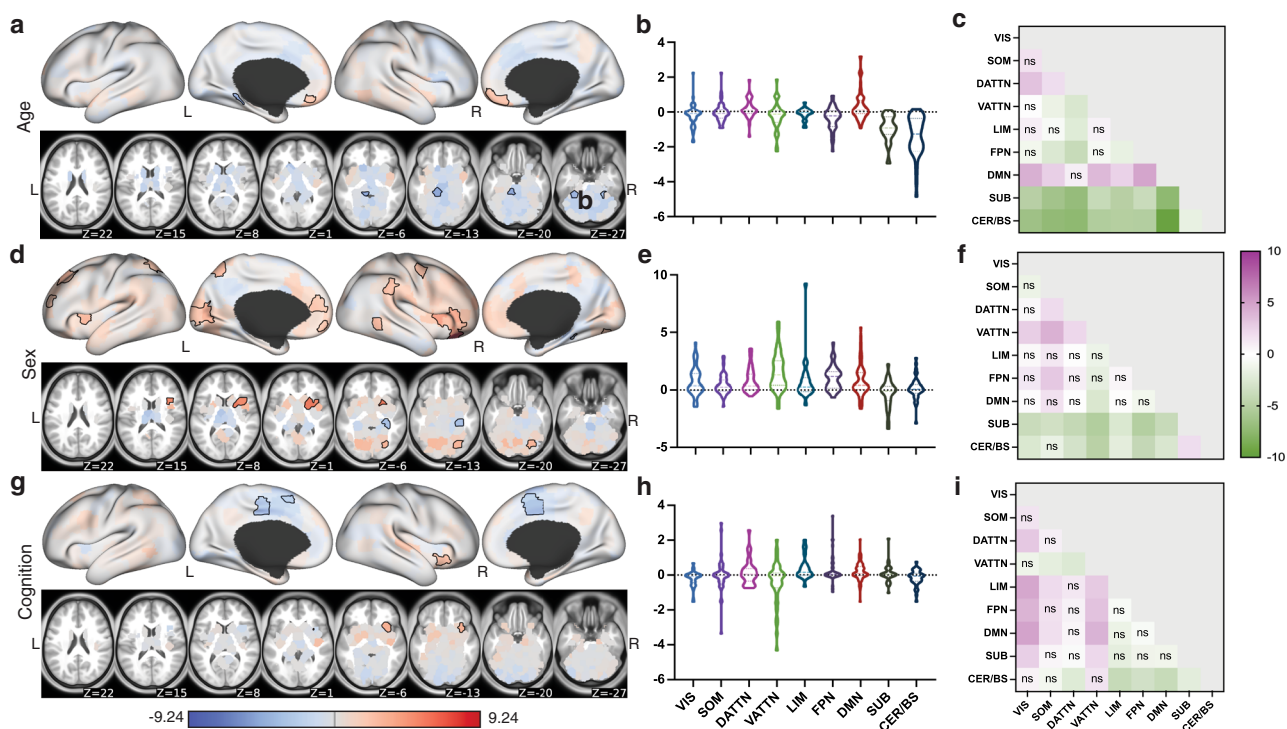 a
Age
L
R
L
R
Z=22
Z=15
Z=8
Z=1
Z=-6
Z=-13
Z=-20
Z=-27
b
b
4
2
0
-2
-4
-6
c
VIS
SOM
DATTN
VATTN
LIM
FPN
DMN
SUB
CER/BS
ns
ns
ns ns ns
ns ns
ns
d
Sex
L
R
L
R
Z=22
Z=15
Z=8
Z=1
Z=-6
Z=-13
Z=-20
Z=-27
e
10
5
0
-5
f
VIS
SOM
DATTN
VATTN
LIM
FPN
DMN
SUB
CER/BS
ns
ns
ns ns ns ns
ns ns ns ns ns
ns ns ns ns ns ns
ns
10
5
0
-5
-10
g
Cognition
L
R
L
R
Z=22
Z=15
Z=8
Z=1
Z=-6
Z=-13
Z=-20
Z=-27
-9.24
9.24
h
4
2
0
-2
-4
-6
VIS
SOM
DATTN
VATTN
LIM
FPN
DMN
SUB
CER/BS
i
VIS
SOM
DATTN
VATTN
LIM
FPN
DMN
SUB
CER/BS
ns
ns
ns
ns
ns ns ns
ns ns ns
ns ns ns ns ns
ns ns ns
VIS
SOM
DATTN
VATTN
LIM
FPN
DMN
SUB
CER/BS